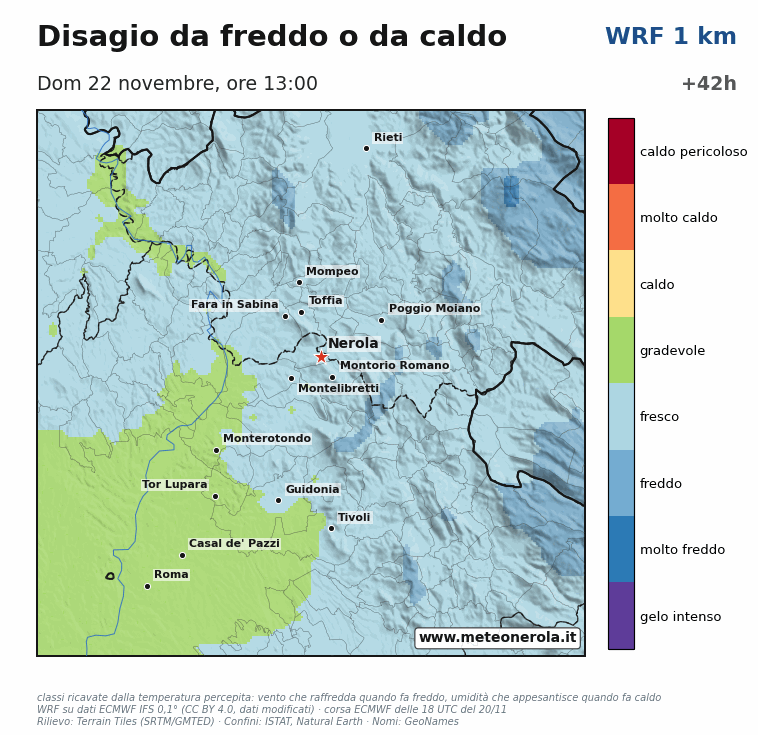 Disagio da freddo o da caldo
WRF 1 km
Dom 22 novembre, ore 13:00
+42h
Rieti
Mompeo
Fara in Sabina
Toffia
Poggio Moiano
Nerola
Montorio Romano
Montelibretti
Monterotondo
Tor Lupara
Guidonia
Tivoli
Casal de' Pazzi
Roma
www.meteonerola.it
caldo pericoloso
molto caldo
caldo
gradevole
fresco
freddo
molto freddo
gelo intenso
classi ricavate dalla temperatura percepita: vento che raffredda quando fa freddo, umidità che appesantisce quando fa caldo
WRF su dati ECMWF IFS 0,1° (CC BY 4.0, dati modificati) · corsa ECMWF delle 18 UTC del 20/11
Rilievo: Terrain Tiles (SRTM/GMTED) · Confini: ISTAT, Natural Earth · Nomi: GeoNames